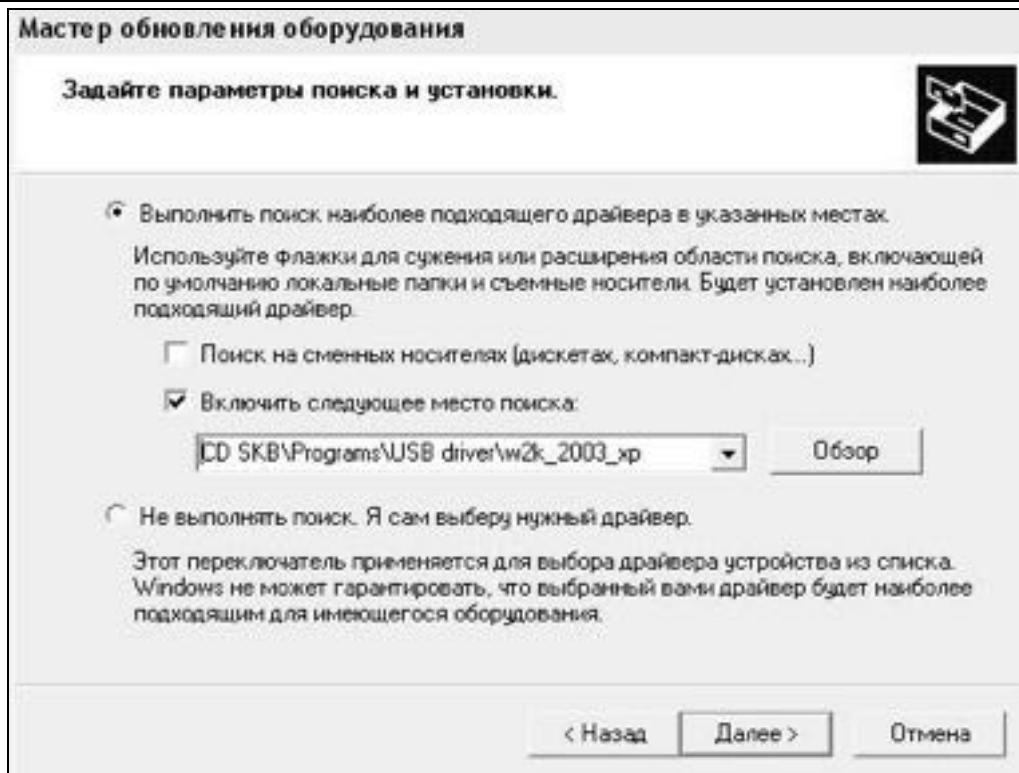 Мастер обновления оборудования
Задайте параметры поиска и установки.
Выполнить поиск наиболее подходящего драйвера в указанных местах.
Используйте флажки для сужения или расширения области поиска, включающей
по умолчанию локальные папки и съемные носители. Будет установлен наиболее
подходящий драйвер.
Поиск на сменных носителях (дискетах, компакт-дисках...)
Включить следующее место поиска:
CD SKB\Programs\USB driver\w2k_2003_xp
Обзор
Не выполнять поиск. Я сам выберу нужный драйвер.
Этот переключатель применяется для выбора драйвера устройства из списка.
Windows не может гарантировать, что выбранный вами драйвер будет наиболее
подходящим для имеющегося оборудования.
< Назад
Далее >
Отмена